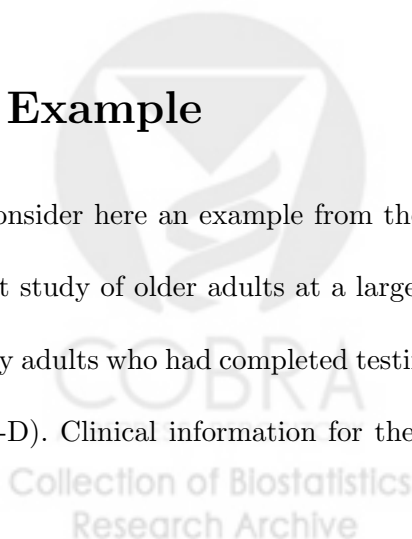 Example
onsider here an example from the
t study of older adults at a large
y adults who had completed testin
-D). Clinical information for the
COBRA
Collection of Biostatistics
Research Archive